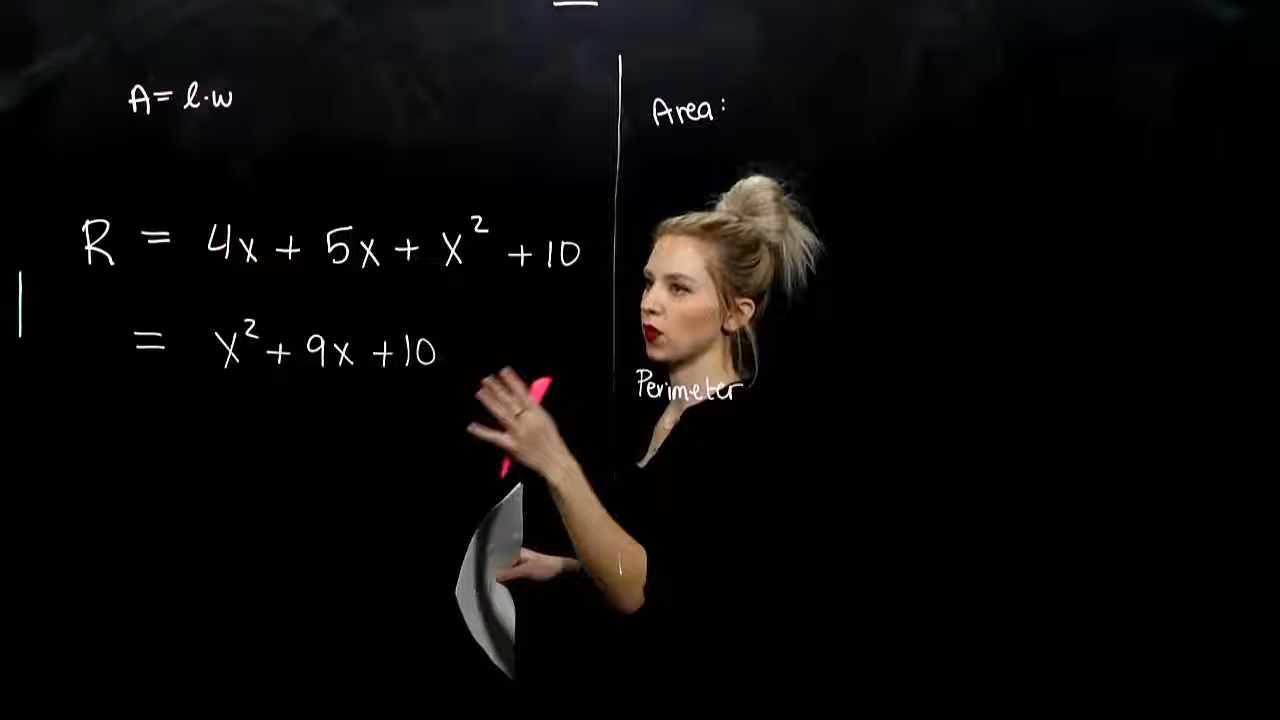 A = l·w
R = 4x + 5x + x² + 10
= x² + 9x + 10
Area:
Perimeter